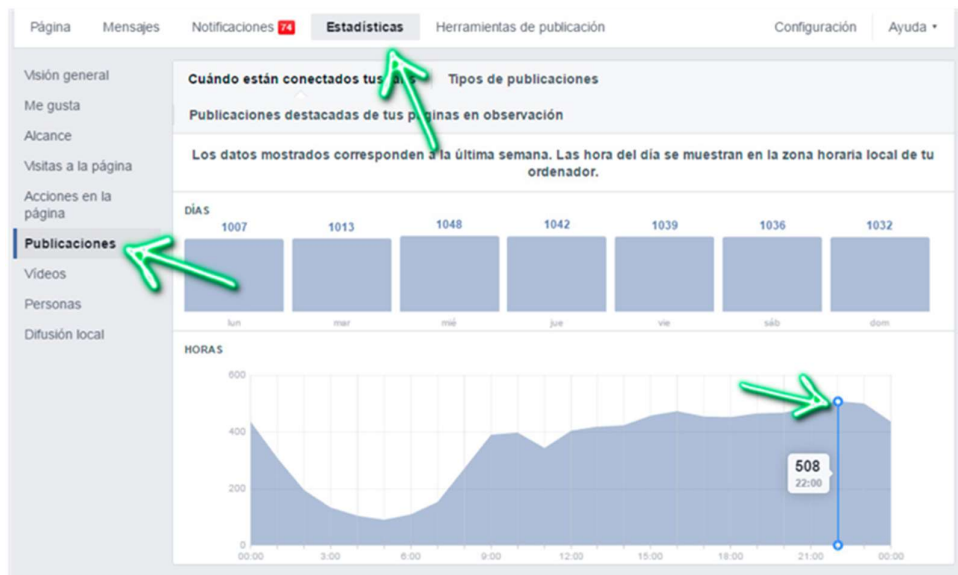 Página Mensajes Notificaciones 74 Estadísticas Herramientas de publicación Configuración Ayuda
Visión general
Me gusta
Alcance
Visitas a la página
Acciones en la
página
Publicaciones
Vídeos
Personas
Difusión local
Cuándo están conectados tus fans Tipos de publicaciones
Publicaciones destacadas de tus páginas en observación
Los datos mostrados corresponden a la última semana. Las hora del día se muestran en la zona horaria local de tu
ordenador.
DÍAS
1007 1013 1048 1042 1039 1036 1032
lun mar mié jue vie sáb dom
HORAS
600
400
200
0
508
22:00
00:00 3:00 6:00 9:00 12:00 15:00 18:00 21:00 00:00